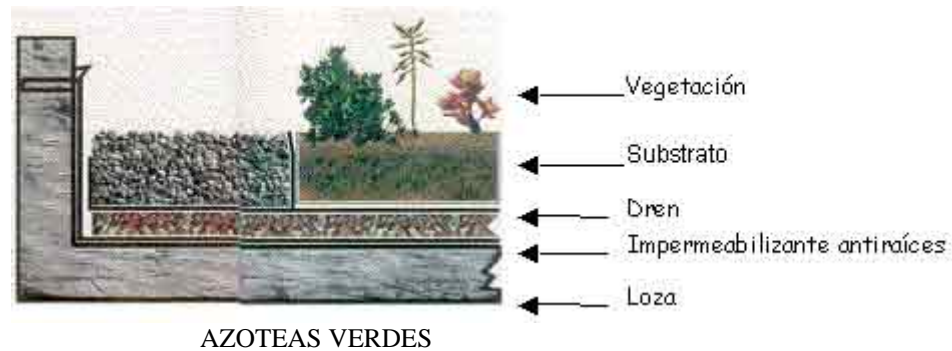 Vegetación
Substrato
Dren
Impermeabilizante antiraíces
Loza
AZOTEAS VERDES